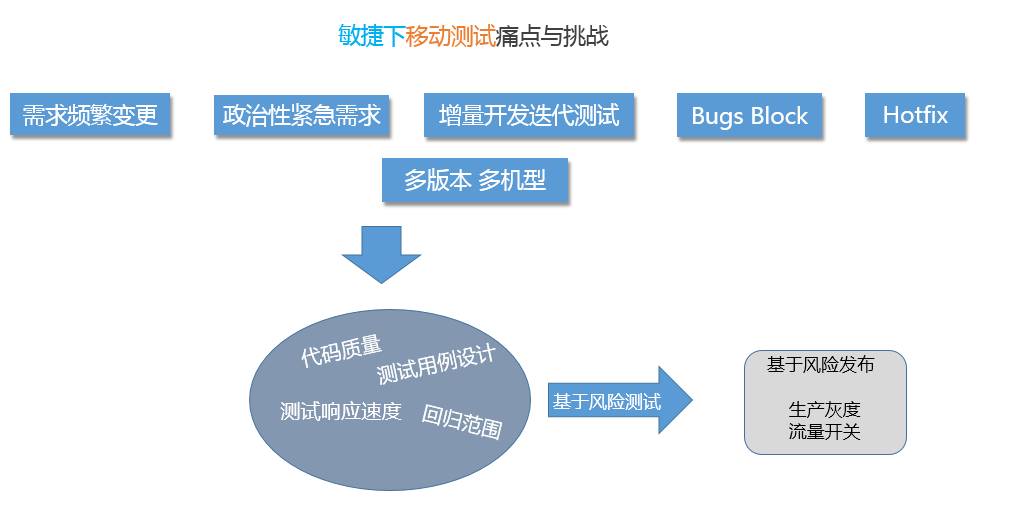 敏捷下移动测试痛点与挑战
需求频繁变更
政治性紧急需求
增量开发迭代测试
Bugs Block
Hotfix
多版本 多机型
代码质量
测试用例设计
测试响应速度
回归范围
基于风险测试
基于风险发布
生产灰度
流量开关